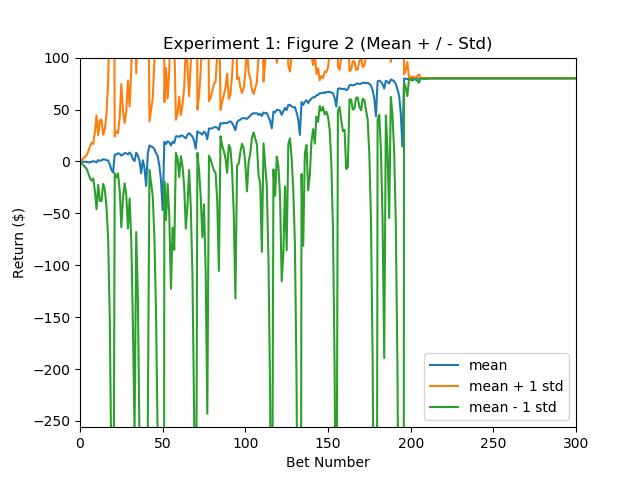 Experiment 1: Figure 2 (Mean + / - Std)
100
50
0
−50
−100
−150
−200
−250
Return ($)
mean
mean + 1 std
mean - 1 std
0 50 100 150 200 250 300
Bet Number